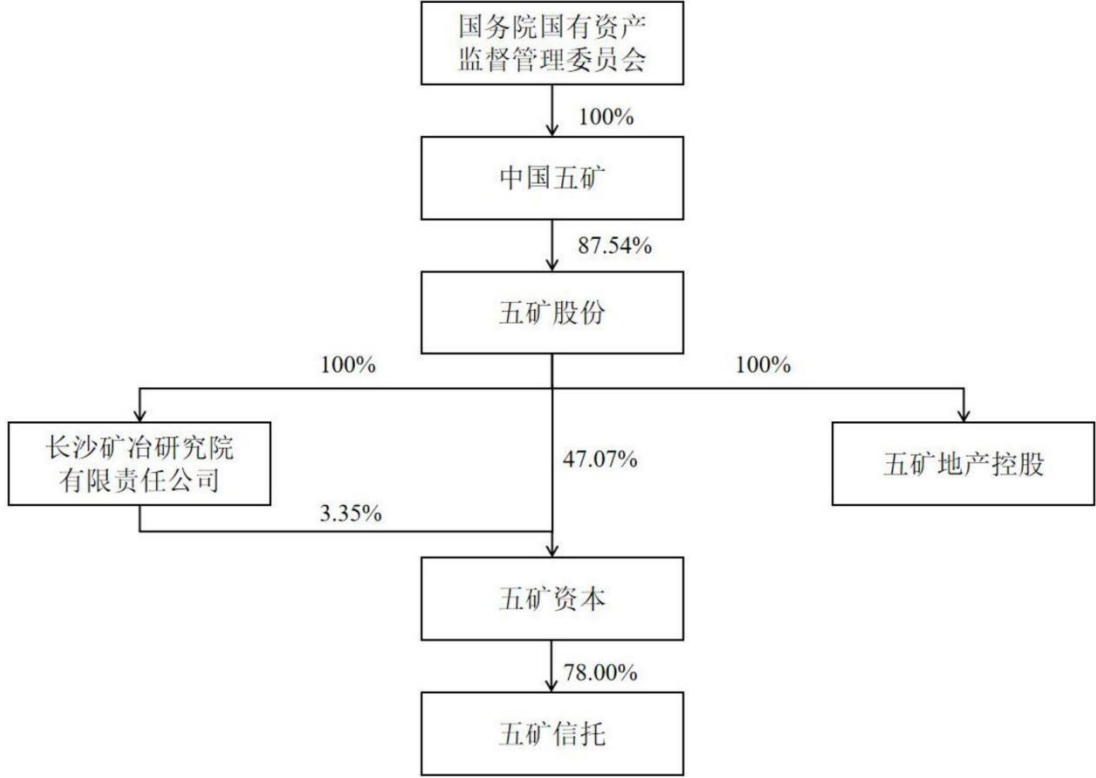 国务院国有资产
监督管理委员会
100%
中国五矿
87.54%
五矿股份
100%
100%
长沙矿冶研究院
有限责任公司
47.07%
五矿地产控股
3.35%
五矿资本
78.00%
五矿信托